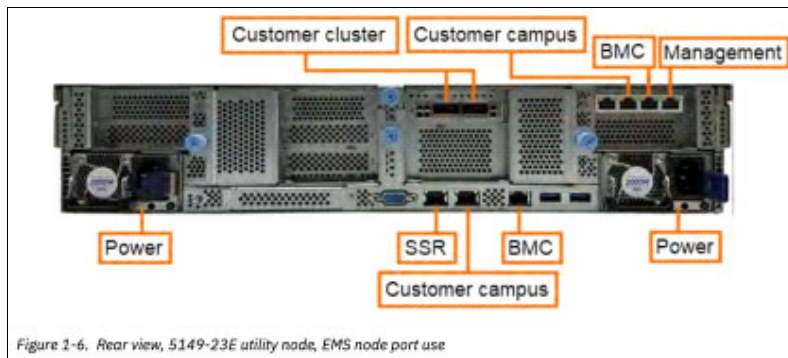 Customer cluster
Customer campus
BMC
Management
Power
SSR
BMC
Power
Customer campus
Figure 1-6. Rear view, 5149-23E utility node, EMS node port use